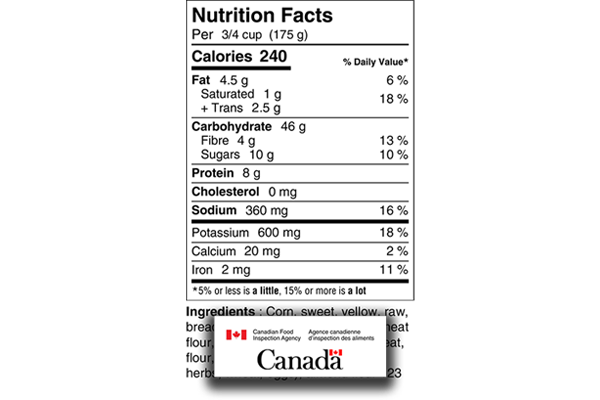 Nutrition Facts
Per 3/4 cup (175 g)
Calories 240
% Daily Value*
Fat 4.5 g 6 %
Saturated 1 g
+ Trans 2.5 g
18 %
Carbohydrate 46 g
Fibre 4 g 13 %
Sugars 10 g 10 %
Protein 8 g
Cholesterol 0 mg
Sodium 360 mg 16 %
Potassium 600 mg 18 %
Calcium 20 mg 2 %
Iron 2 mg 11 %
*5% or less is a little, 15% or more is a lot
Ingredients : Corn, sweet, yellow, raw,
flour,
flour,
23
Canadian Food
Inspection Agency
Agence canadienne
d'inspection des aliments
Canada